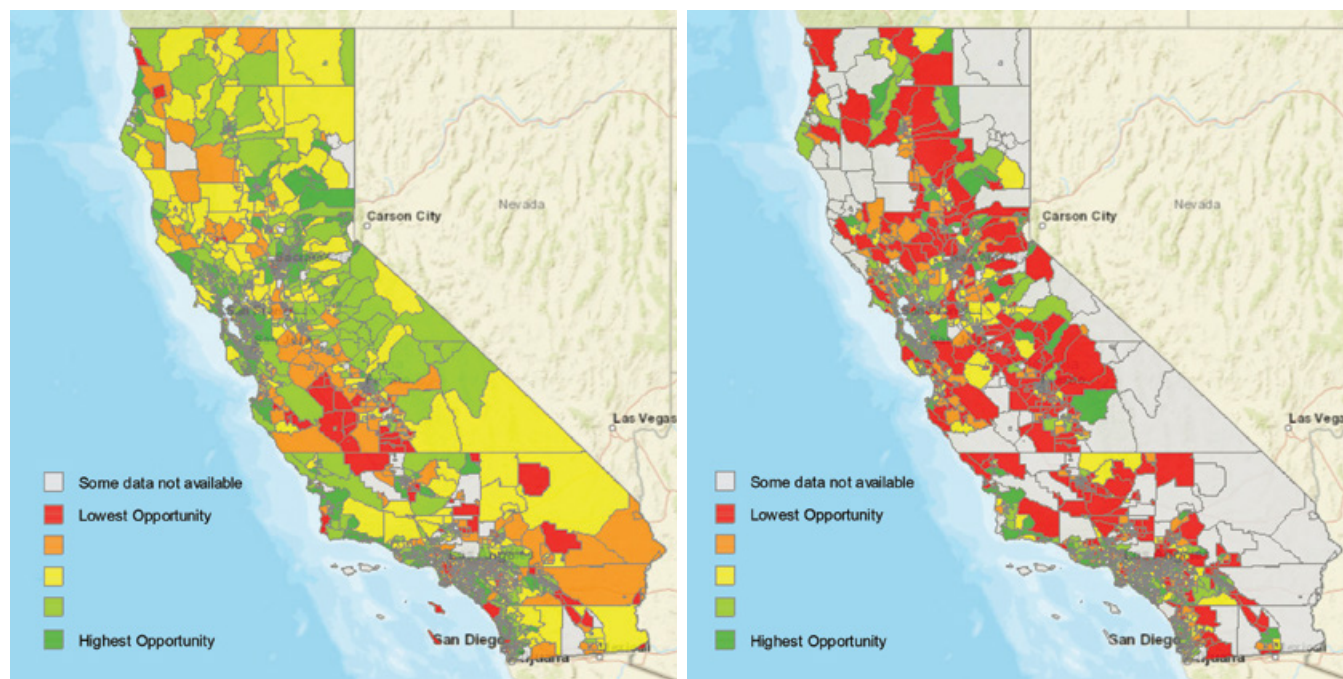 Carson City
Nevada
Las Vegas
Some data not available
Lowest Opportunity
Highest Opportunity
San Diego
Carson City
Nevada
Las Vega
Some data not available
Lowest Opportunity
Highest Opportunity
San Diego